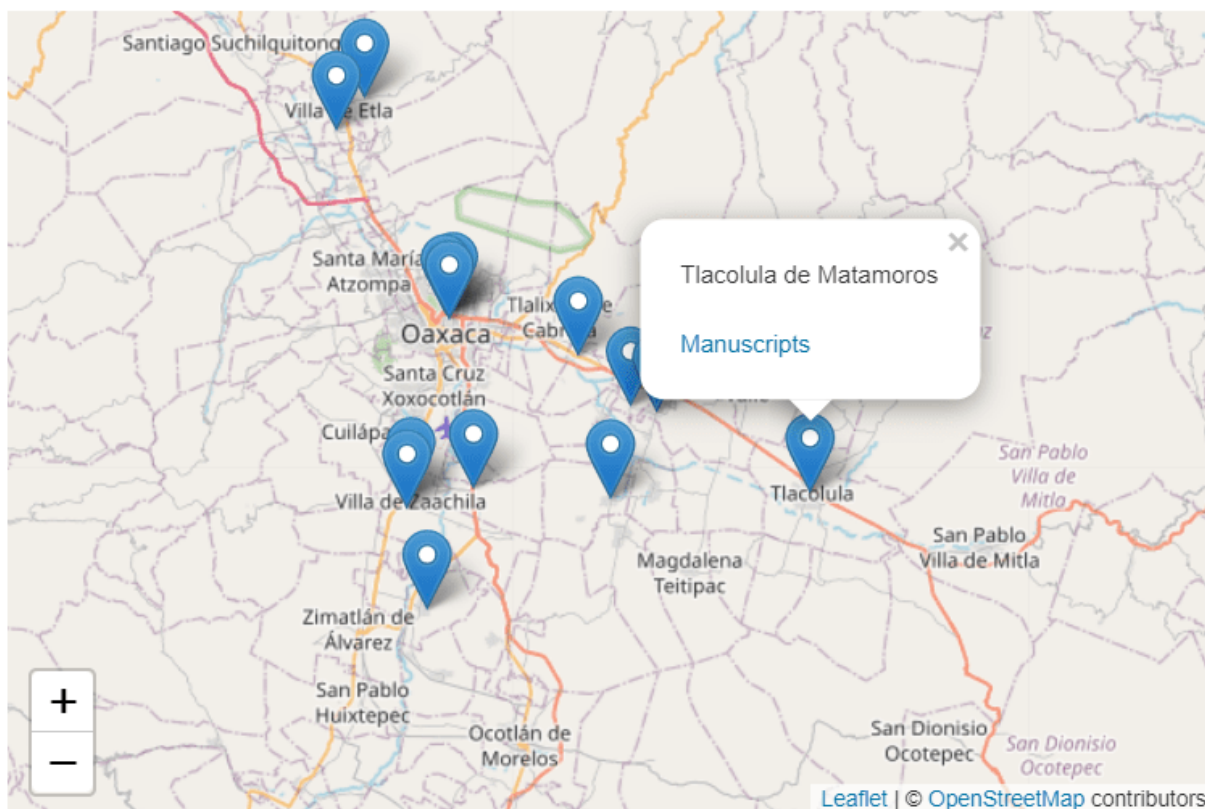 Santiago Suchilquitong
Villa de Etla
Santa María
Atzompa
Oaxaca
Santa Cruz
Xoxocotlán
Tlacolula de Matamoros
×
Manuscripts
Villa de Zaachila
Tlacolula
San Pablo
Villa de
Mitla
San Pablo
Villa de Mitla
Magdalena
Teitipac
Zimatlán de
Álvarez
San Pablo
Huixtepec
Ocotlán de
Morelos
San Dionisio
Ocotepec
San Dionisio
Ocotepec
+
−
Leaflet | © OpenStreetMap contributors